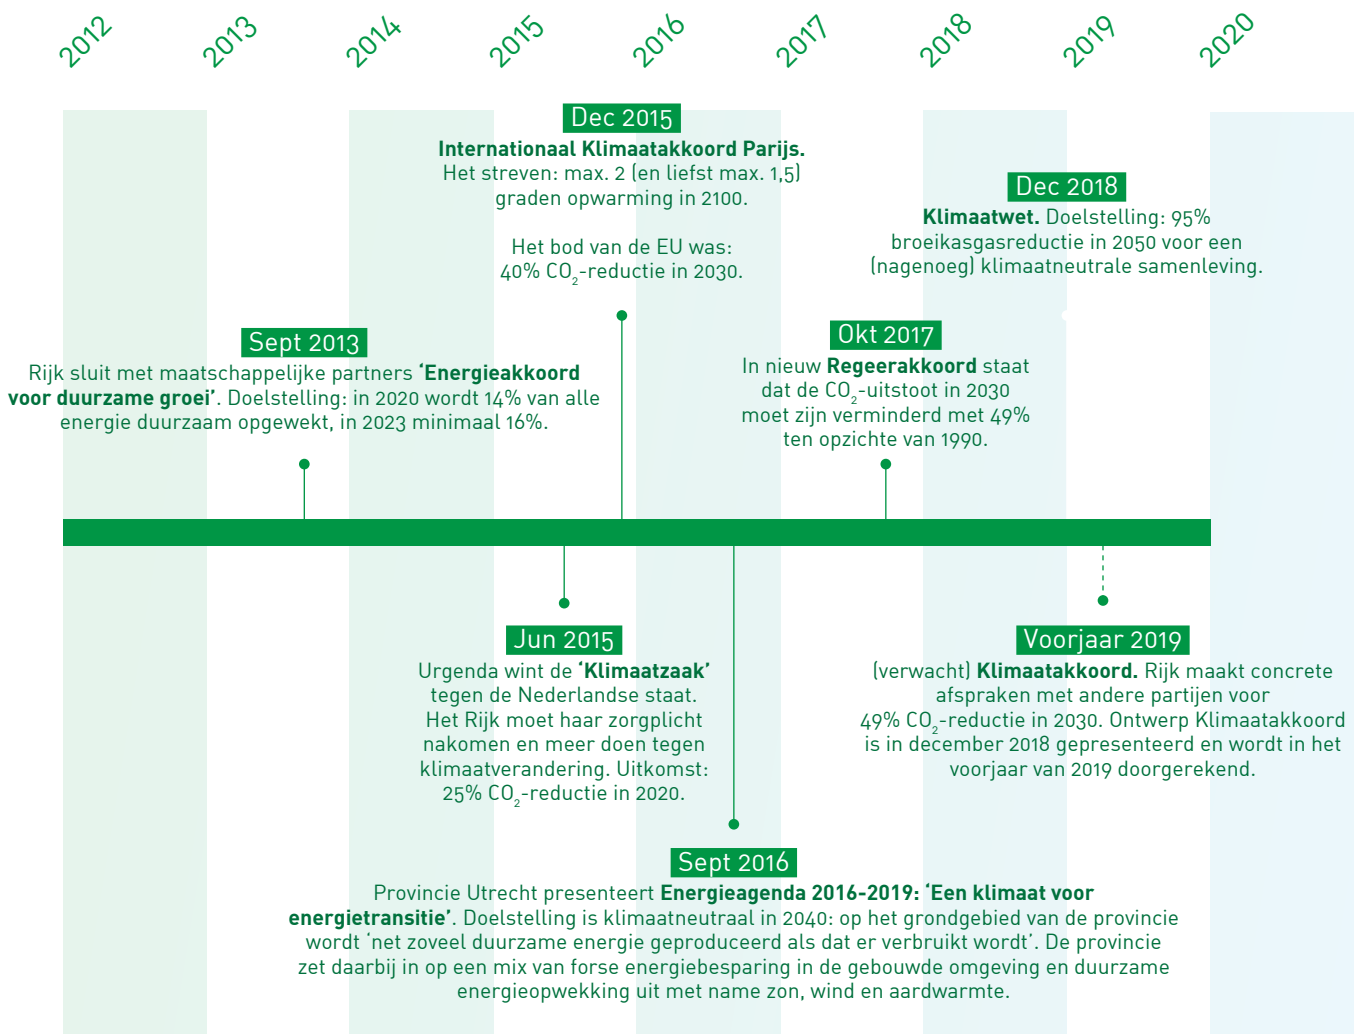 2012
2013
2014
2015
2016
2017
2018
2019
2020
Dec 2015
Internationaal Klimaatakkoord Parijs.
Het streven: max. 2 (en liefst max. 1,5)
graden opwarming in 2100.
Het bod van de EU was:
40% CO₂-reductie in 2030.
Dec 2018
Klimaatwet. Doelstelling: 95%
broeikasgasreductie in 2050 voor een
(nagenoeg) klimaatneutrale samenleving.
Sept 2013
Rijk sluit met maatschappelijke partners ‘Energieakkoord
voor duurzame groei’. Doelstelling: in 2020 wordt 14% van alle
energie duurzaam opgewekt, in 2023 minimaal 16%.
Okt 2017
In nieuw Regeerakkoord staat
dat de CO₂-uitstoot in 2030
moet zijn verminderd met 49%
ten opzichte van 1990.
Jun 2015
Urgenda wint de ‘Klimaatzaak’
tegen de Nederlandse staat.
Het Rijk moet haar zorgplicht
nakomen en meer doen tegen
klimaatverandering. Uitkomst:
25% CO₂-reductie in 2020.
Voorjaar 2019
(verwacht) Klimaatakkoord. Rijk maakt concrete
afspraken met andere partijen voor
49% CO₂-reductie in 2030. Ontwerp Klimaatakkoord
is in december 2018 gepresenteerd en wordt in het
voorjaar van 2019 doorgerekend.
Sept 2016
Provincie Utrecht presenteert Energieagenda 2016-2019: ‘Een klimaat voor
energietransitie’. Doelstelling is klimaatneutraal in 2040: op het grondgebied van de provincie
wordt ‘net zoveel duurzame energie geproduceerd als dat er verbruikt wordt’. De provincie
zet daarbij in op een mix van forse energiebesparing in de gebouwde omgeving en duurzame
energieopwekking uit met name zon, wind en aardwarmte.